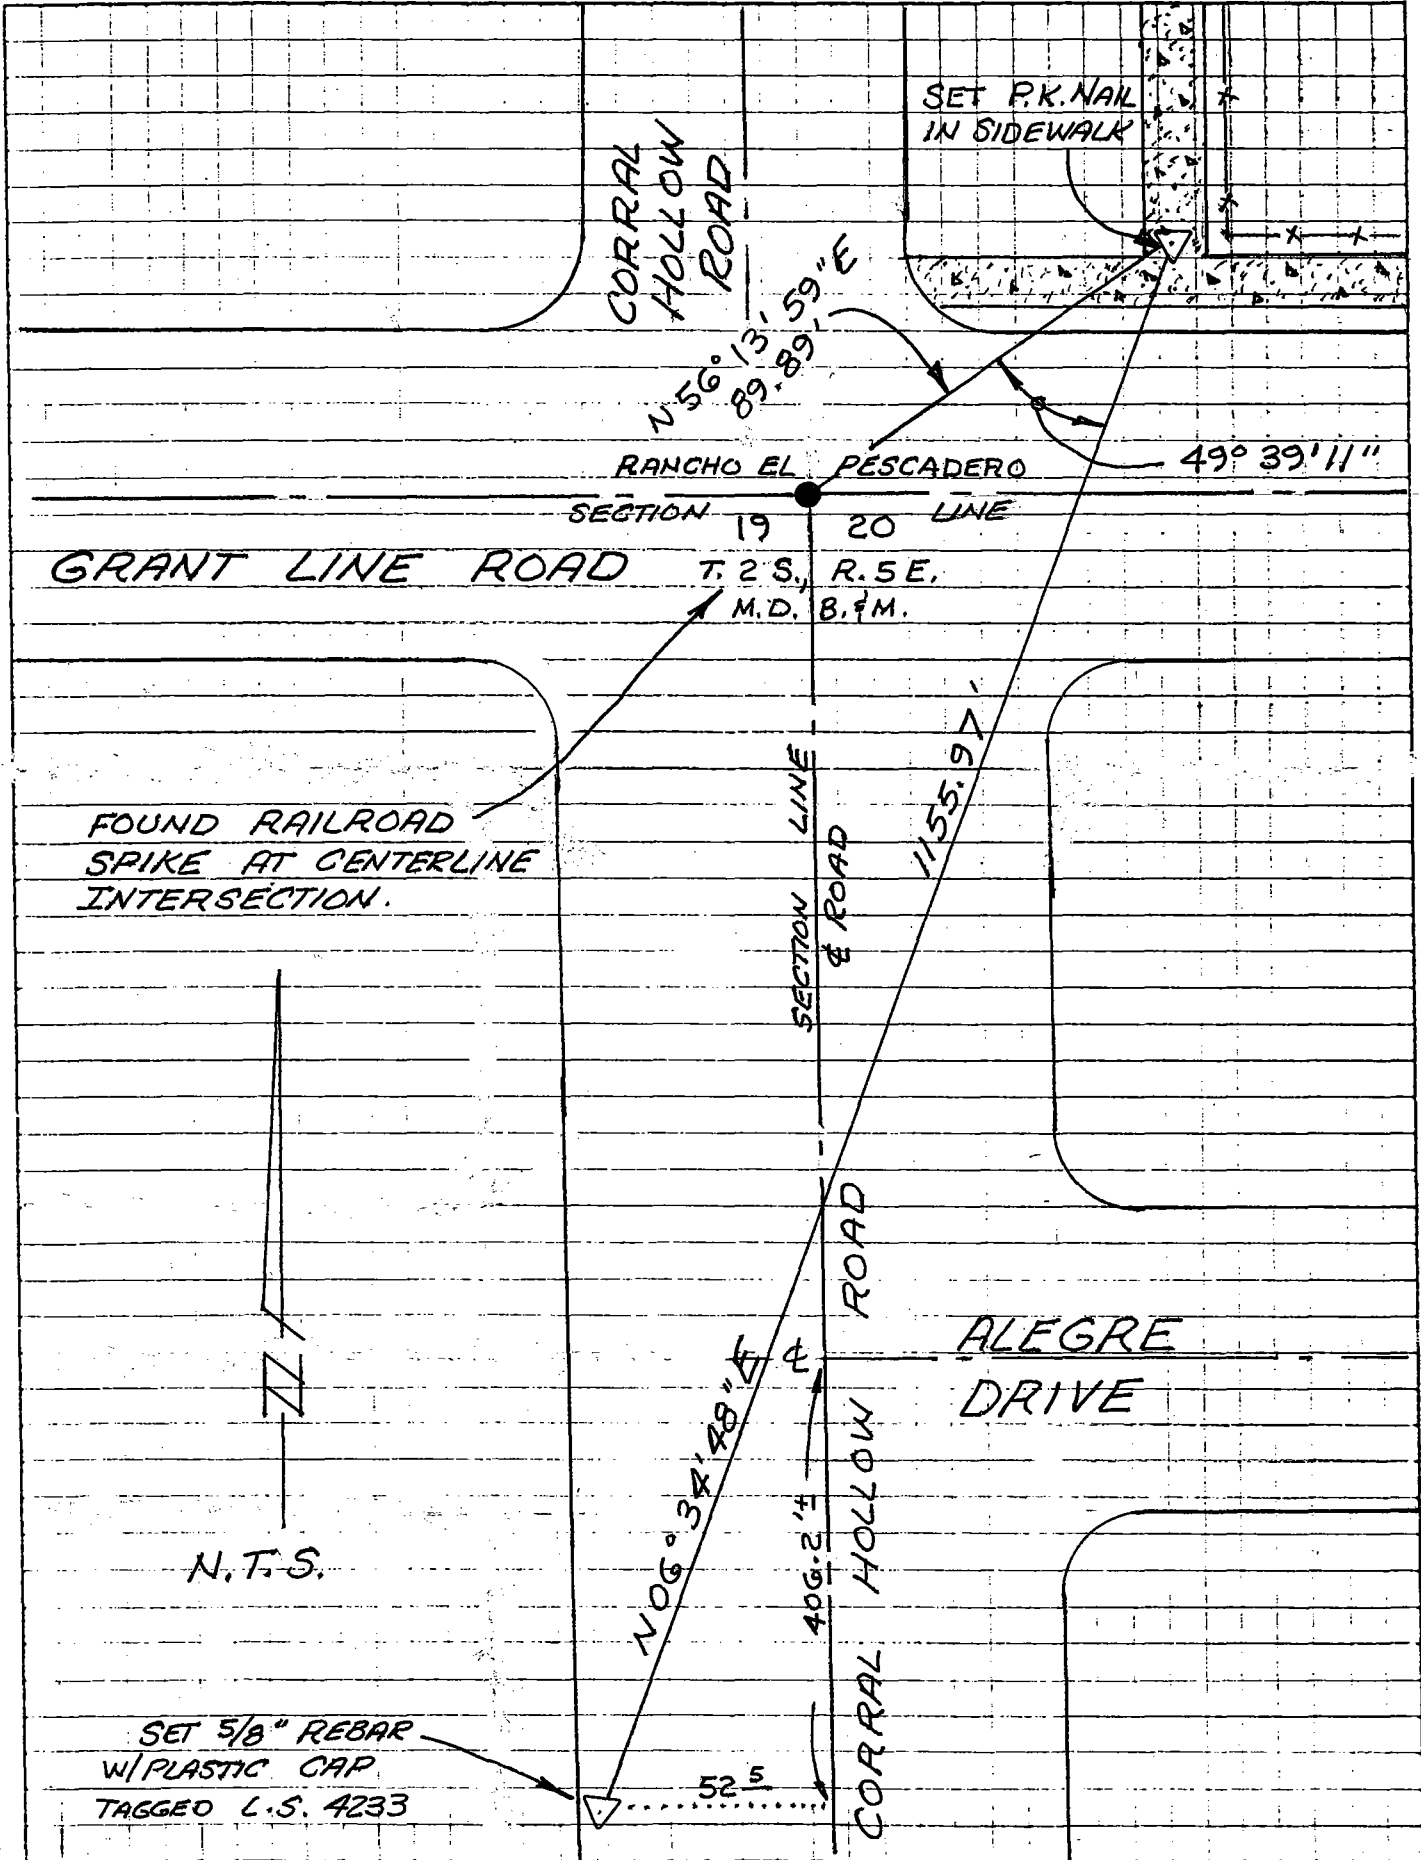 SET P.K. NAIL
IN SIDEWALK
CORRAL
HOLLOW
ROAD
N 56° 13' 59" E
89.89'
49° 39' 11"
RANCHO EL PESCADERO
SECTION LINE
19 20
GRANT LINE ROAD
T. 2 S., R. 5 E.
M.D. B. & M.
FOUND RAILROAD
SPIKE AT CENTERLINE
INTERSECTION.
SECTION LINE
℄ ROAD
1155.97'
N.T.S.
N
N 06° 34' 48" E
℄
ALEGRE
DRIVE
406.2'±
CORRAL HOLLOW ROAD
SET 5/8" REBAR
W/PLASTIC CAP
TAGGED L.S. 4233
52 5